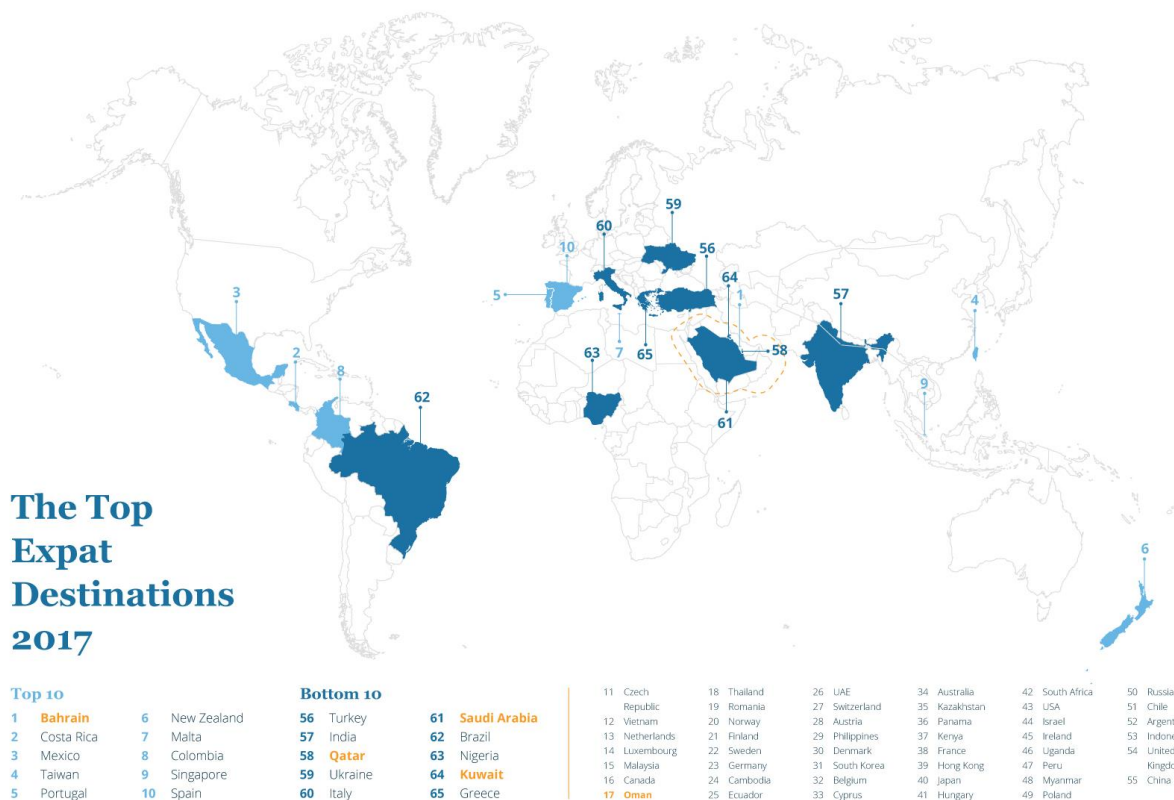 59
60
10
56
64
5
3
1
57
4
58
2
7
65
63
8
9
62
61
6
The Top
Expat
Destinations
2017
Top 10
1 Bahrain
2 Costa Rica
3 Mexico
4 Taiwan
5 Portugal
6 New Zealand
7 Malta
8 Colombia
9 Singapore
10 Spain
Bottom 10
56 Turkey
57 India
58 Qatar
59 Ukraine
60 Italy
61 Saudi Arabia
62 Brazil
63 Nigeria
64 Kuwait
65 Greece
11 Czech
Republic
12 Vietnam
13 Netherlands
14 Luxembourg
15 Malaysia
16 Canada
17 Oman
18 Thailand
19 Romania
20 Norway
21 Finland
22 Sweden
23 Germany
24 Cambodia
25 Ecuador
26 UAE
27 Switzerland
28 Austria
29 Philippines
30 Denmark
31 South Korea
32 Belgium
33 Cyprus
34 Australia
35 Kazakhstan
36 Panama
37 Kenya
38 France
39 Hong Kong
40 Japan
41 Hungary
42 South Africa
43 USA
44 Israel
45 Ireland
46 Uganda
47 Peru
48 Myanmar
49 Poland
50 Russia
51 Chile
52 Argent
53 Indone
54 United
Kingdo
55 China